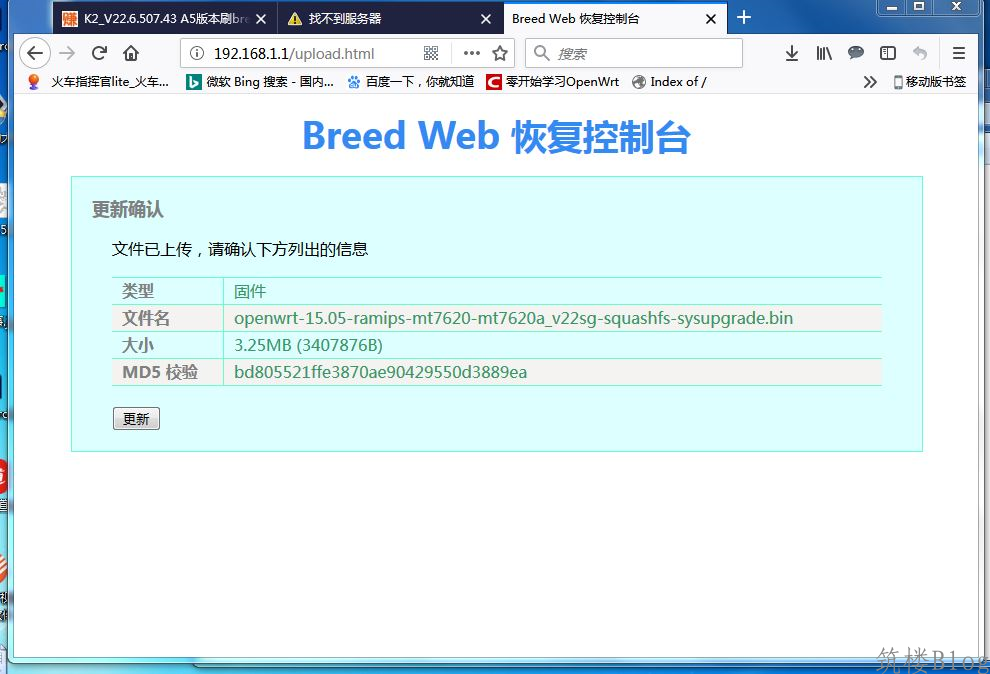 K2_V22.6.507.43 A5版本刷bre
找不到服务器
Breed Web 恢复控制台
192.168.1.1/upload.html
搜索
火车指挥官lite_火车...
微软 Bing 搜索 - 国内...
百度一下，你就知道
零开始学习OpenWrt
Index of /
移动版书签
Breed Web 恢复控制台
更新确认
文件已上传，请确认下方列出的信息
类型 固件
文件名 openwrt-15.05-ramips-mt7620-mt7620a_v22sg-squashfs-sysupgrade.bin
大小 3.25MB (3407876B)
MD5 校验 bd805521ffe3870ae90429550d3889ea
更新
筑楼Blog